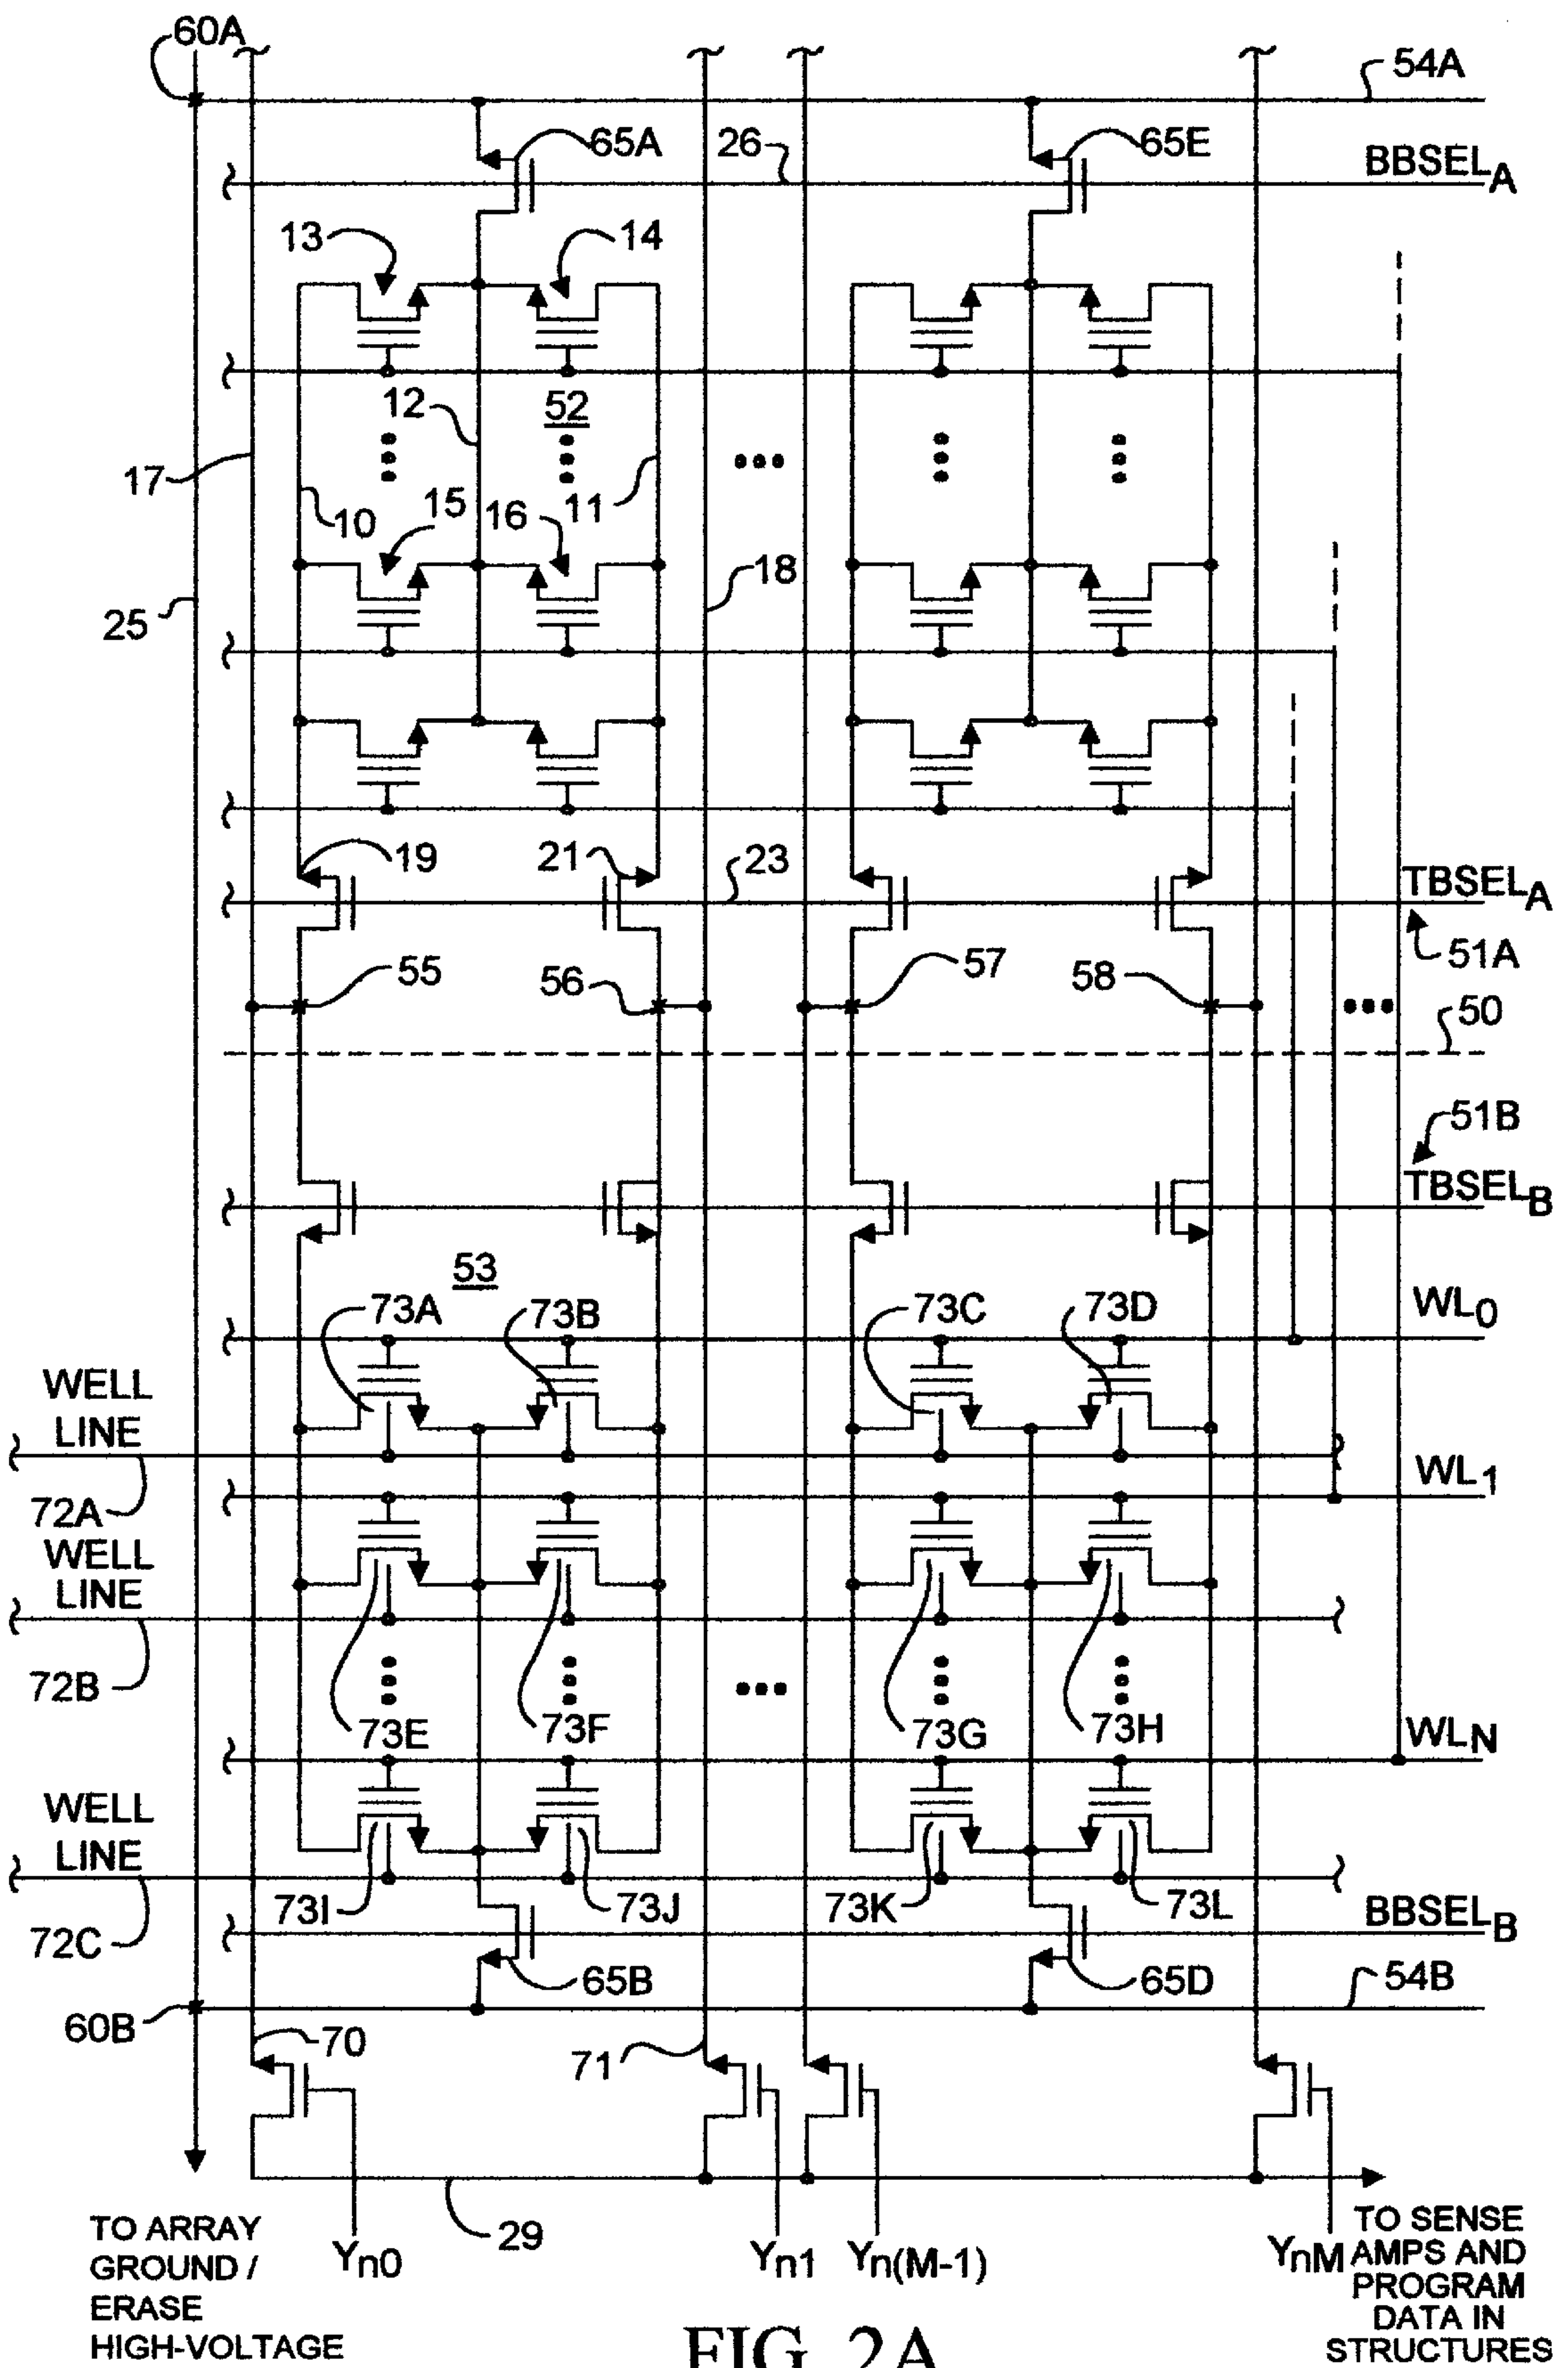 60A
54A
65A
26
65E
BBSELA
13
14
12
52
17
10
15
16
11
18
25
19
21
23
TBSELA
51A
55
56
57
58
50
51B
TBSELB
53
73A
73B
73C
73D
WL0
WELL
LINE
72A
WL1
WELL
LINE
72B
73E
73F
73G
73H
WLN
WELL
LINE
72C
73I
73J
73K
73L
BBSELB
65B
65D
54B
60B
70
71
29
TO ARRAY
GROUND /
ERASE
HIGH-VOLTAGE
Yn0
Yn1
Yn(M-1)
YnM
TO SENSE
AMPS AND
PROGRAM
DATA IN
STRUCTURES
FIG. 2A